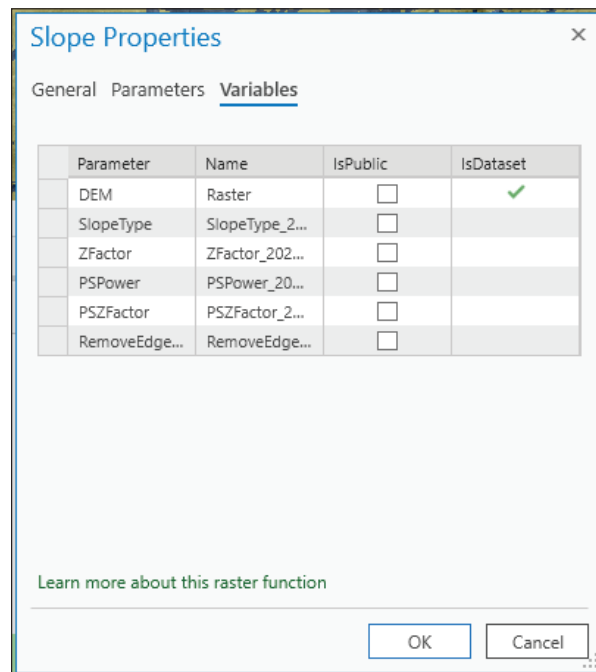 Slope Properties
General Parameters Variables
Parameter Name IsPublic IsDataset
DEM Raster
SlopeType SlopeType_2...
ZFactor ZFactor_202...
PSPower PSPower_20...
PSZFactor PSZFactor_2...
RemoveEdge... RemoveEdge...
Learn more about this raster function
OK Cancel